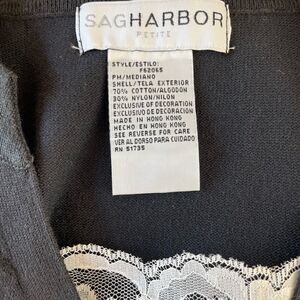 SAGHARBOR
PETITE
STYLE/ESTILO:
F62065
PM/MEDIANO
SHELL/TELA EXTERIOR
70% COTTON/ALGODON
30% NYLON/NILON
EXCLUSIVE OF DECORATION
EXCLUSIVO DE DECORACION
MADE IN HONG KONG
HECHO EN HONG KONG
SEE REVERSE FOR CARE
VER AL DORSO PARA CUIDADO
RN 51735